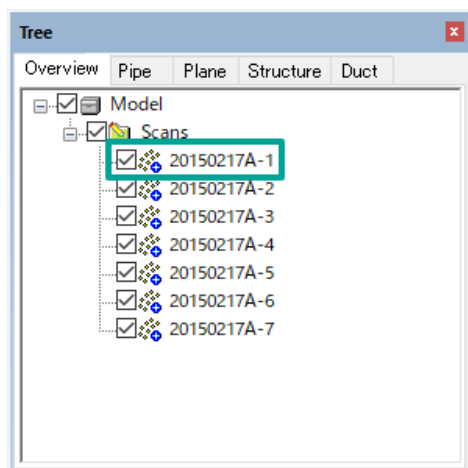 Tree
Overview Pipe Plane Structure Duct
Model
Scans
20150217A-1
20150217A-2
20150217A-3
20150217A-4
20150217A-5
20150217A-6
20150217A-7